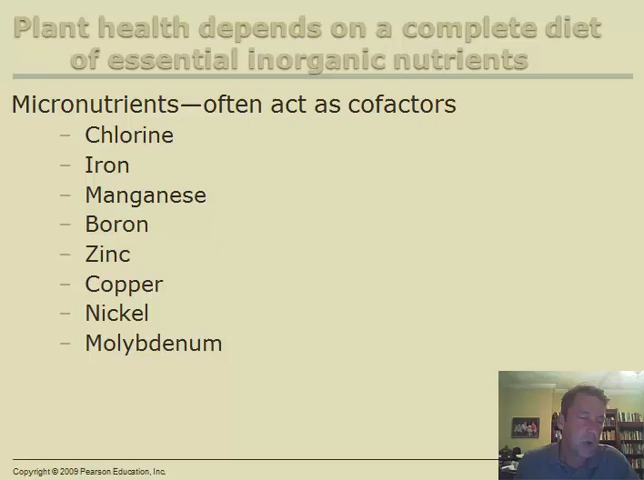 Plant health depends on a complete diet
of essential inorganic nutrients
Micronutrients—often act as cofactors
– Chlorine
– Iron
– Manganese
– Boron
– Zinc
– Copper
– Nickel
– Molybdenum
Copyright © 2009 Pearson Education, Inc.